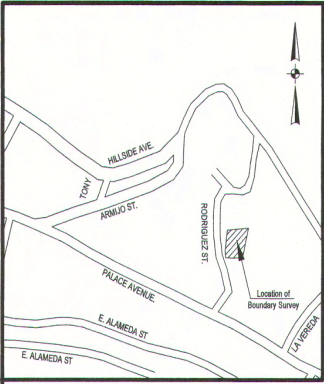 HILLSIDE AVE.
TONY
ARMIJO ST.
RODRIGUEZ ST.
PALACE AVENUE
Location of
Boundary Survey
LA VEREDA
E. ALAMEDA ST
E. ALAMEDA ST